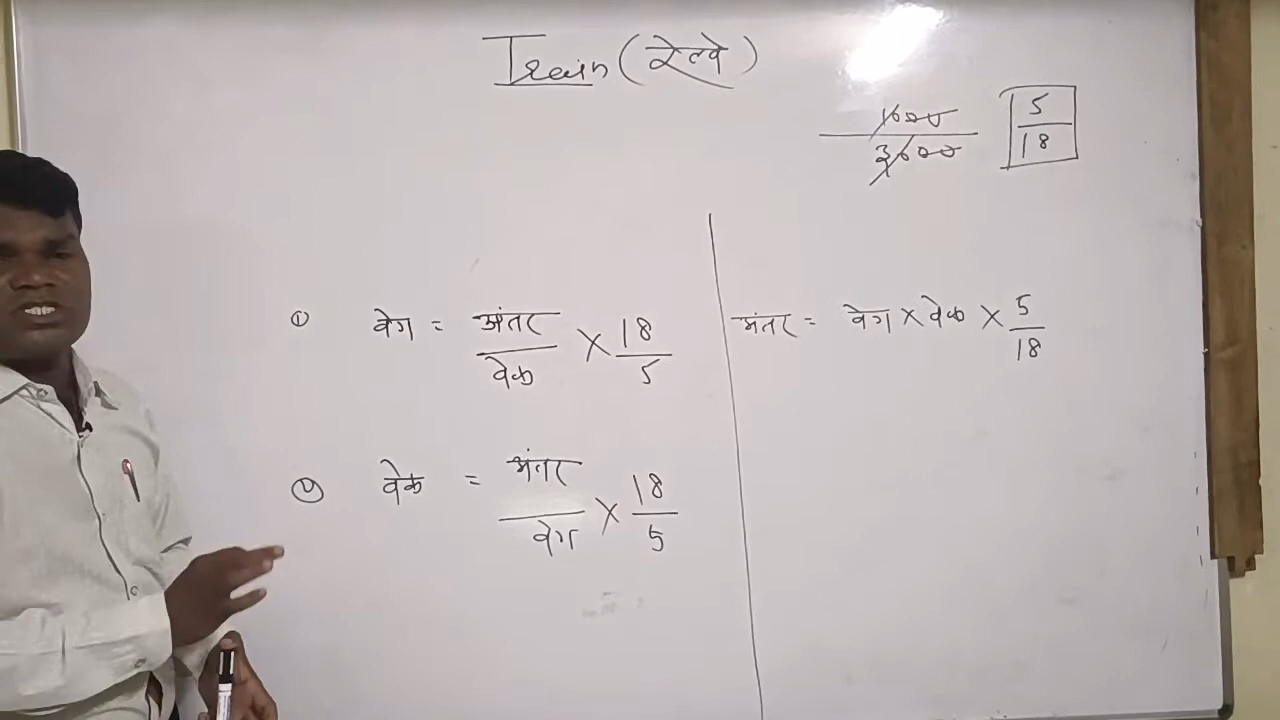 Train (रेल्वे)
1000
3600
5
18
① वेग = अंतर / वेळ × 18 / 5
अंतर = वेग × वेळ × 5 / 18
② वेळ = अंतर / वेग × 18 / 5